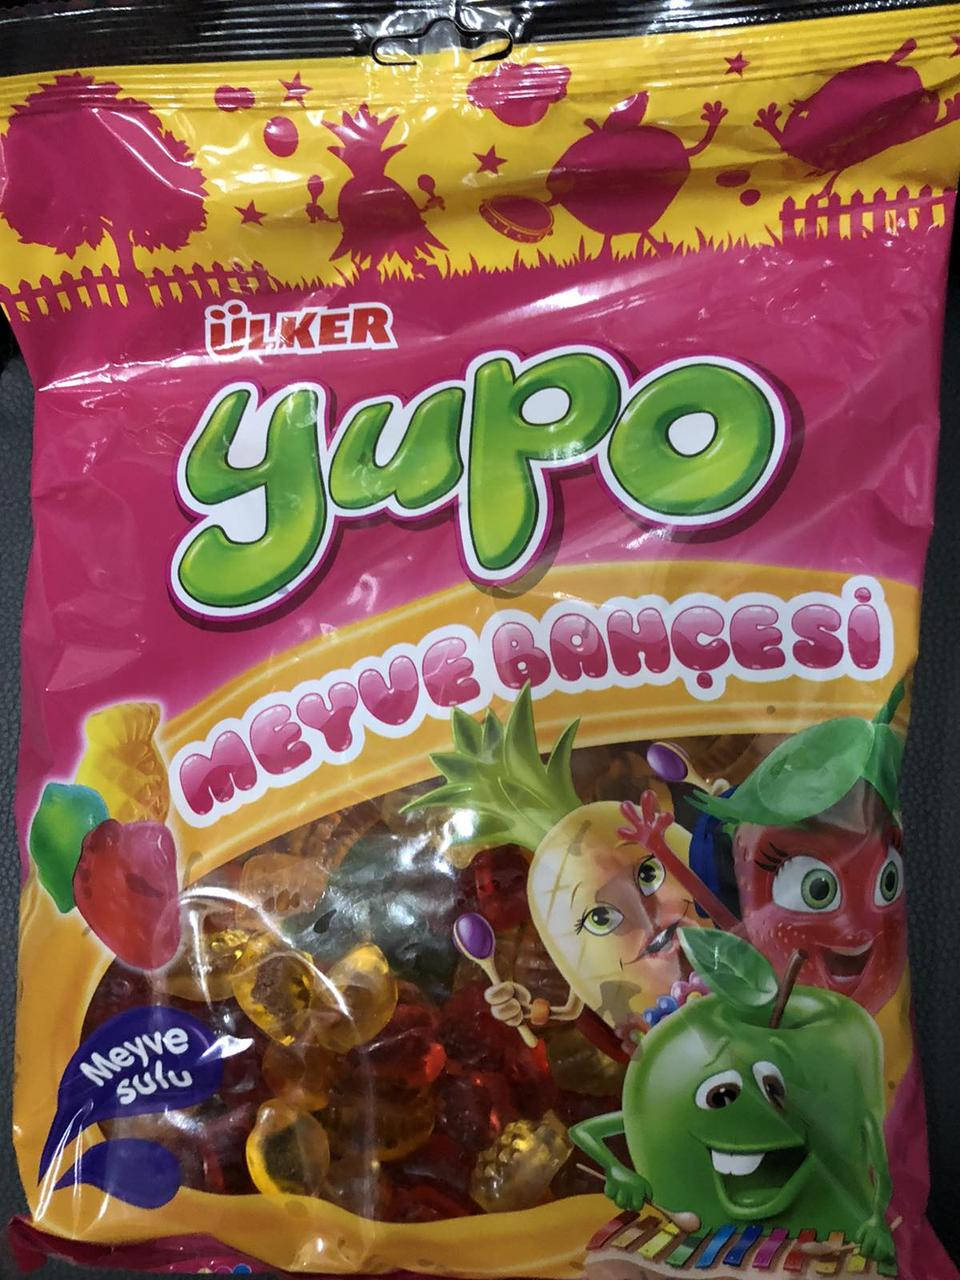 ÜLKER
yupo
MEYVE BAHÇESİ
Meyve
sulu